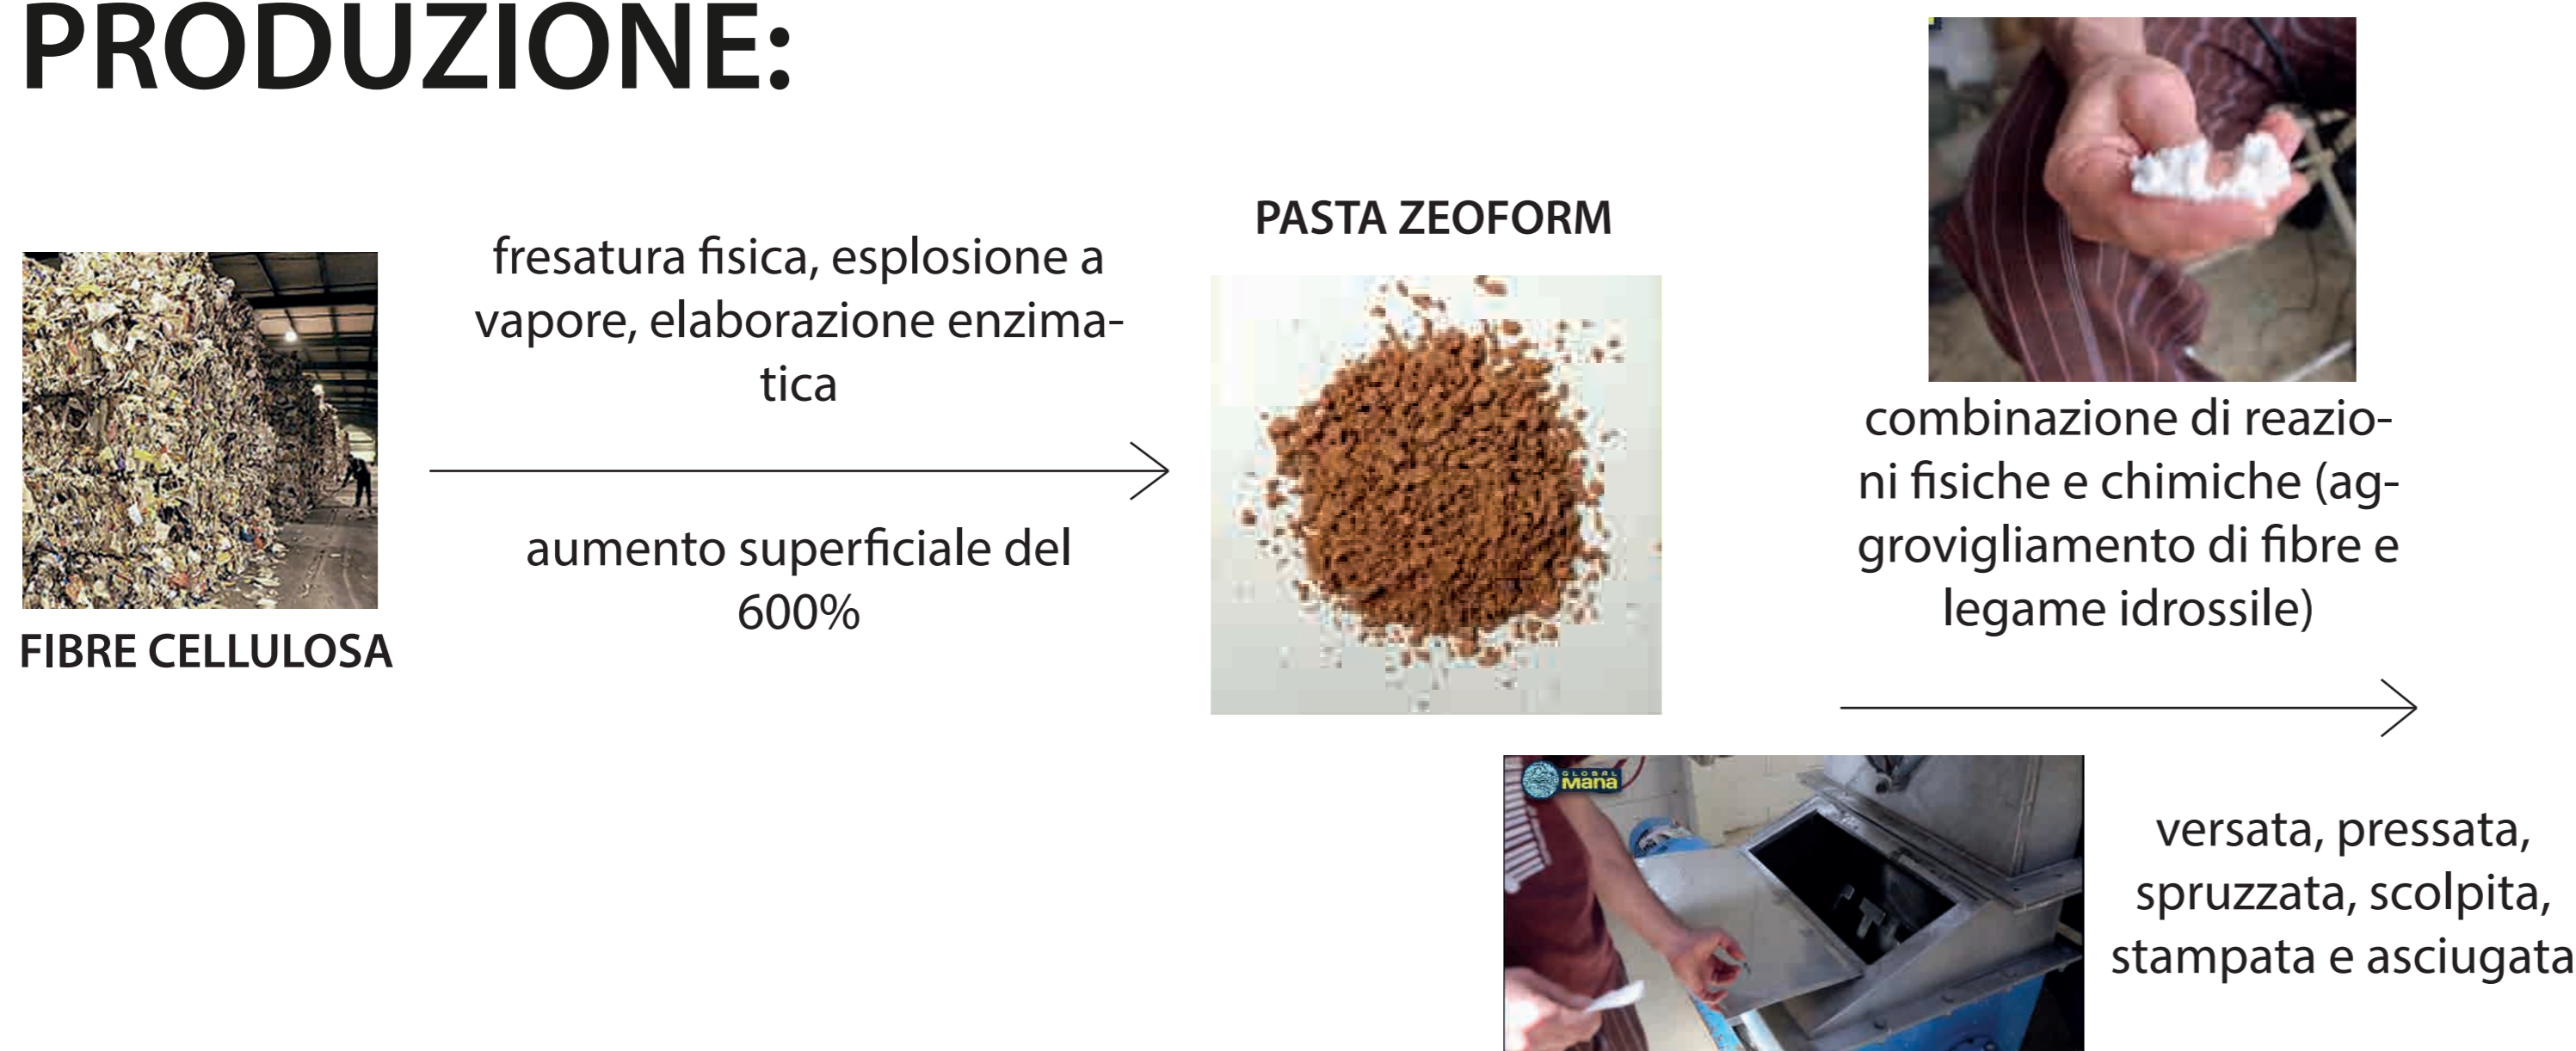 PRODUZIONE:
FIBRE CELLULOSA
fresatura fisica, esplosione a
vapore, elaborazione enzima-
tica
aumento superficiale del
600%
PASTA ZEOFORM
combinazione di reazio-
ni fisiche e chimiche (ag-
grovigliamento di fibre e
legame idrossile)
GLOBAL
Mana
versata, pressata,
spruzzata, scolpita,
stampata e asciugata